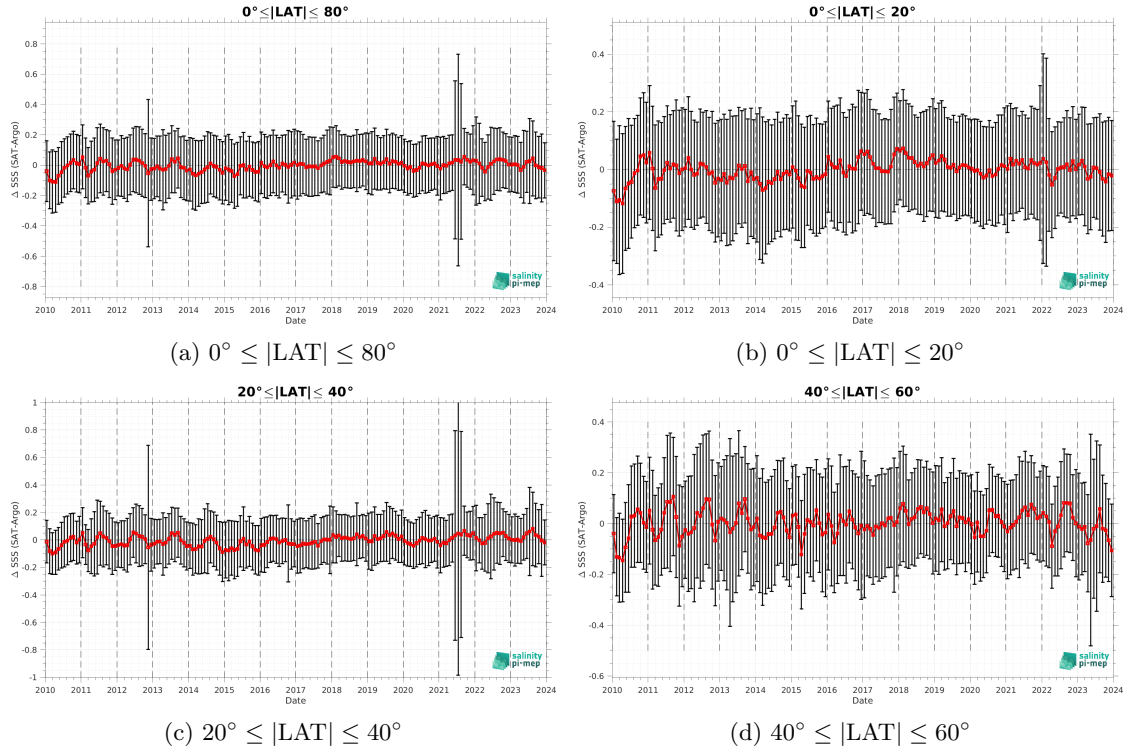 0°≤|LAT|≤ 80°
Δ SSS (SAT-Argo)
0.8
0.6
0.4
0.2
0
-0.2
-0.4
-0.6
-0.8
2010 2011 2012 2013 2014 2015 2016 2017 2018 2019 2020 2021 2022 2023 2024
Date
salinity
pi-mep
(a) 0° ≤ |LAT| ≤ 80°
0°≤|LAT|≤ 20°
Δ SSS (SAT-Argo)
0.4
0.2
0
-0.2
-0.4
2010 2011 2012 2013 2014 2015 2016 2017 2018 2019 2020 2021 2022 2023 2024
Date
salinity
pi-mep
(b) 0° ≤ |LAT| ≤ 20°
20°≤|LAT|≤ 40°
Δ SSS (SAT-Argo)
1
0.8
0.6
0.4
0.2
0
-0.2
-0.4
-0.6
-0.8
-1
2010 2011 2012 2013 2014 2015 2016 2017 2018 2019 2020 2021 2022 2023 2024
Date
salinity
pi-mep
(c) 20° ≤ |LAT| ≤ 40°
40°≤|LAT|≤ 60°
Δ SSS (SAT-Argo)
0.4
0.2
0
-0.2
-0.4
-0.6
2010 2011 2012 2013 2014 2015 2016 2017 2018 2019 2020 2021 2022 2023 2024
Date
salinity
pi-mep
(d) 40° ≤ |LAT| ≤ 60°